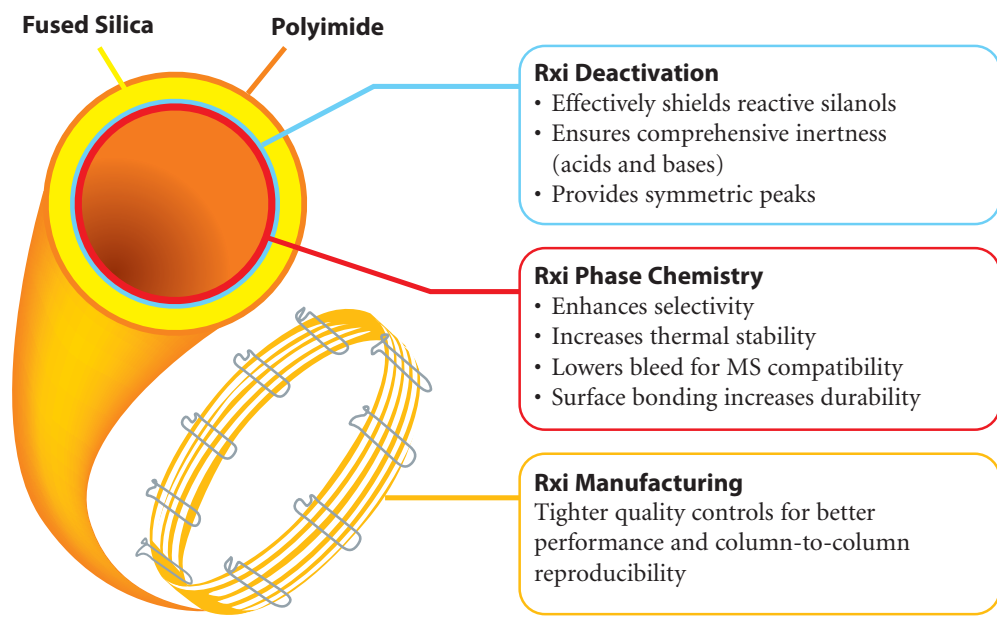 Fused Silica
Polyimide
Rxi Deactivation
• Effectively shields reactive silanols
• Ensures comprehensive inertness
(acids and bases)
• Provides symmetric peaks
Rxi Phase Chemistry
• Enhances selectivity
• Increases thermal stability
• Lowers bleed for MS compatibility
• Surface bonding increases durability
Rxi Manufacturing
Tighter quality controls for better
performance and column-to-column
reproducibility